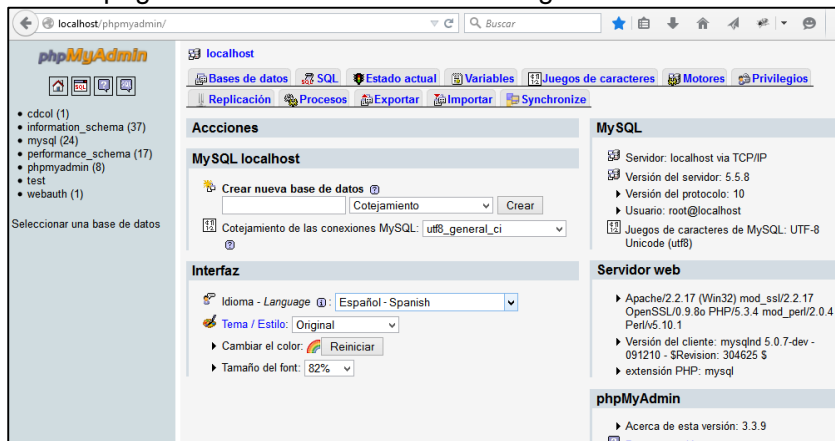 localhost/phpmyadmin/
Buscar
phpMyAdmin
cdcol (1)
information_schema (37)
mysql (24)
performance_schema (17)
phpmyadmin (8)
test
webauth (1)
Seleccionar una base de datos
localhost
Bases de datos SQL Estado actual Variables Juegos de caracteres Motores Privilegios
Replicación Procesos Exportar Importar Synchronize
Accciones
MySQL localhost
Crear nueva base de datos
Cotejamiento Crear
Cotejamiento de las conexiones MySQL: utf8_general_ci
Interfaz
Idioma - Language : Español - Spanish
Tema / Estilo: Original
Cambiar el color: Reiniciar
Tamaño del font: 82%
MySQL
Servidor: localhost via TCP/IP
Versión del servidor: 5.5.8
Versión del protocolo: 10
Usuario: root@localhost
Juegos de caracteres de MySQL: UTF-8
Unicode (utf8)
Servidor web
Apache/2.2.17 (Win32) mod_ssl/2.2.17
OpenSSL/0.9.8o PHP/5.3.4 mod_perl/2.0.4
Perl/v5.10.1
Versión del cliente: mysqlnd 5.0.7-dev -
091210 - $Revision: 304625 $
extensión PHP: mysql
phpMyAdmin
Acerca de esta versión: 3.3.9